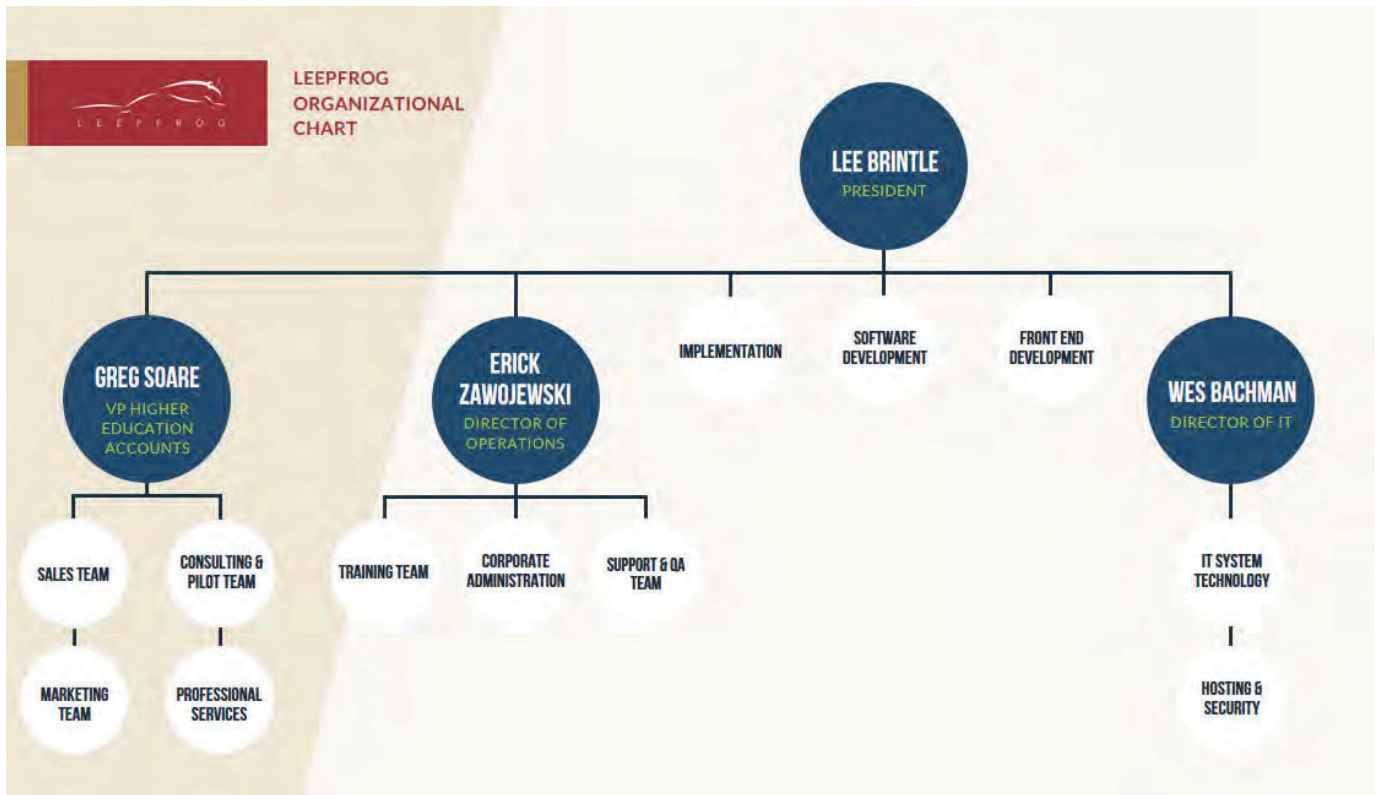 LEEPFROG
LEEPFROG
ORGANIZATIONAL
CHART
LEE BRINTLE
PRESIDENT
GREG SOARE
VP HIGHER
EDUCATION
ACCOUNTS
ERICK
ZAWOJEWSKI
DIRECTOR OF
OPERATIONS
IMPLEMENTATION
SOFTWARE
DEVELOPMENT
FRONT END
DEVELOPMENT
WES BACHMAN
DIRECTOR OF IT
SALES TEAM
CONSULTING &
PILOT TEAM
TRAINING TEAM
CORPORATE
ADMINISTRATION
SUPPORT & QA
TEAM
IT SYSTEM
TECHNOLOGY
MARKETING
TEAM
PROFESSIONAL
SERVICES
HOSTING &
SECURITY